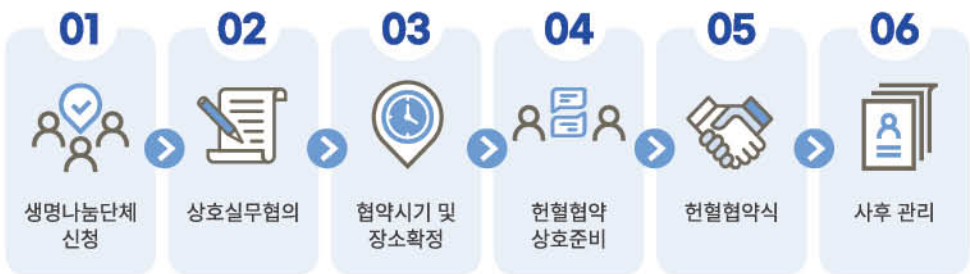 01
생명나눔단체
신청
02
상호실무협의
03
협약시기 및
장소확정
04
헌혈협약
상호준비
05
헌혈협약식
06
사후 관리